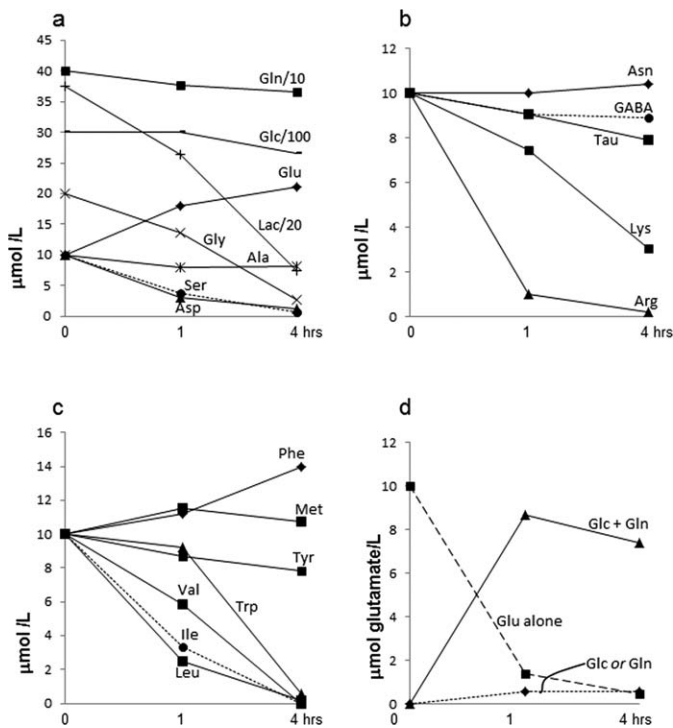 a
45
40
35
30
25
20
15
10
5
0
µmol /L
Gln/10
Glc/100
Glu
Lac/20
Gly
Ala
Ser
Asp
0 1 4 hrs
b
12
10
8
6
4
2
0
µmol /L
Asn
GABA
Tau
Lys
Arg
0 1 4 hrs
c
16
14
12
10
8
6
4
2
0
µmol /L
Phe
Met
Tyr
Val
Trp
Ile
Leu
0 1 4 hrs
d
12
10
8
6
4
2
0
µmol glutamate/L
Glc + Gln
Glu alone
Glc or Gln
0 1 4 hrs